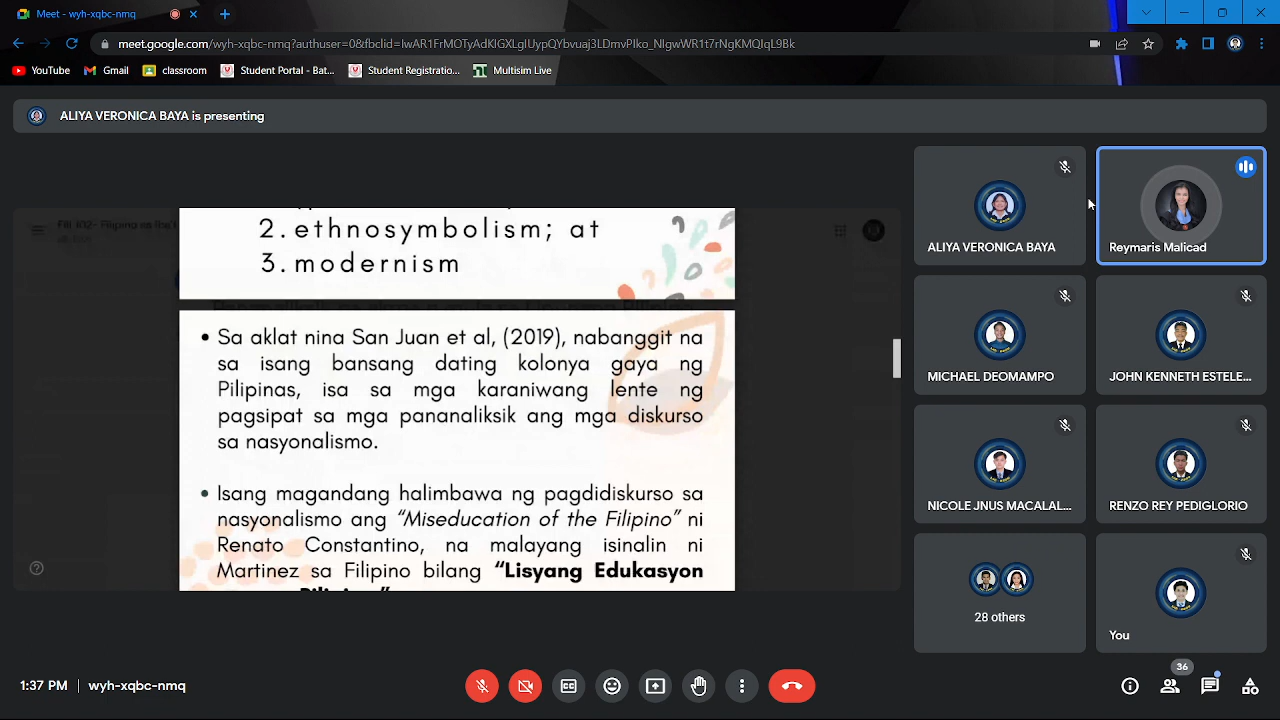 Meet - wyh-xqbc-nmq
meet.google.com/wyh-xqbc-nmq?authuser=0&fbclid=IwAR1FrMOTyAdKlGXLgIUypQYbvuaj3LDmvPlko_NIgwWR1t7rNgKMQIqL9Bk
YouTube
Gmail
classroom
Student Portal - Bat...
Student Registratio...
Multisim Live
ALIYA VERONICA BAYA is presenting
2. ethnosymbolism; at
3. modernism
• Sa aklat nina San Juan et al, (2019), nabanggit na
sa isang bansang dating kolonya gaya ng
Pilipinas, isa sa mga karaniwang lente ng
pagsipat sa mga pananaliksik ang mga diskurso
sa nasyonalismo.
• Isang magandang halimbawa ng pagdidiskurso sa
nasyonalismo ang “Miseducation of the Filipino” ni
Renato Constantino, na malayang isinalin ni
Martinez sa Filipino bilang “Lisyang Edukasyon
ALIYA VERONICA BAYA
Reymaris Malicad
MICHAEL DEOMAMPO
JOHN KENNETH ESTELE...
NICOLE JNUS MACALAL...
RENZO REY PEDIGLORIO
28 others
You
1:37 PM
wyh-xqbc-nmq
36